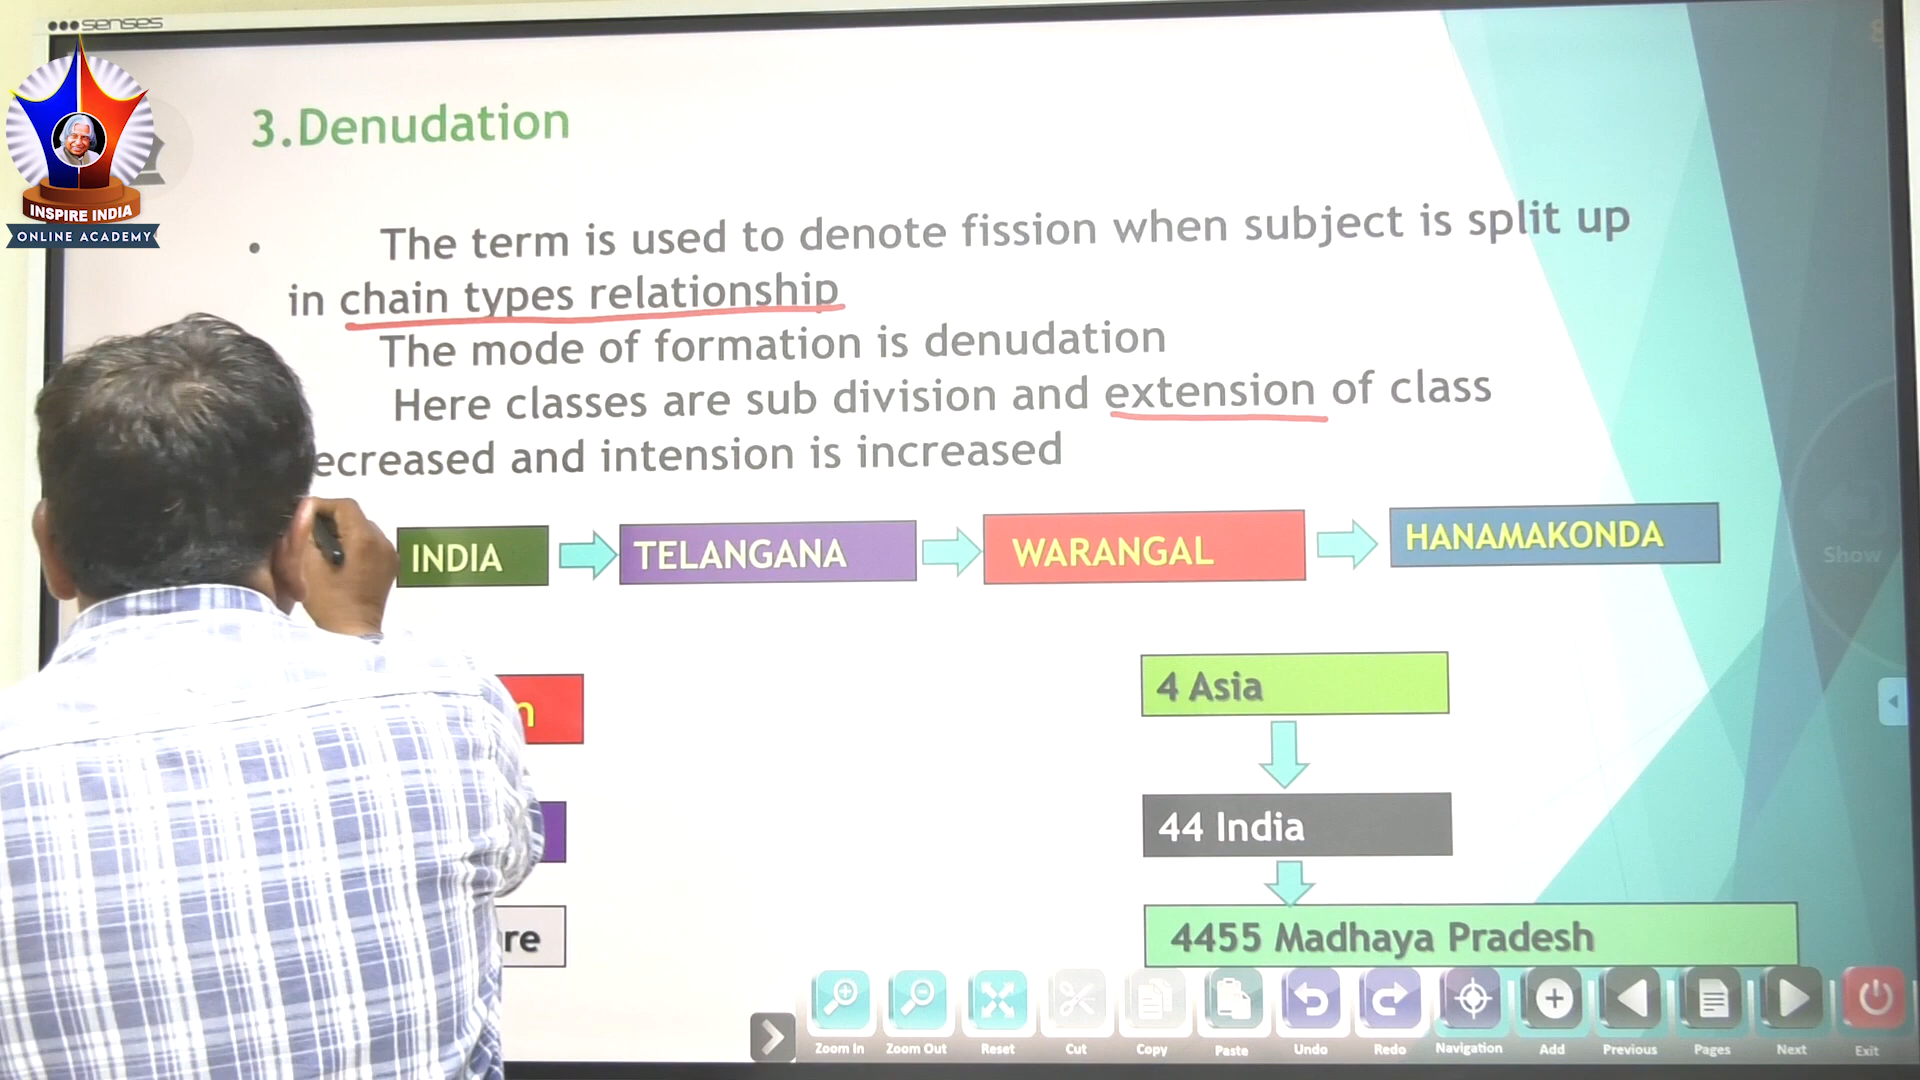 senses
INSPIRE INDIA
ONLINE ACADEMY
3.Denudation
• The term is used to denote fission when subject is split up
in chain types relationship
The mode of formation is denudation
Here classes are sub division and extension of class
ecreased and intension is increased
INDIA
TELANGANA
WARANGAL
HANAMAKONDA
Show
n
4 Asia
44 India
re
4455 Madhaya Pradesh
Zoom In
Zoom Out
Reset
Cut
Copy
Paste
Undo
Redo
Navigation
Add
Previous
Pages
Next
Exit